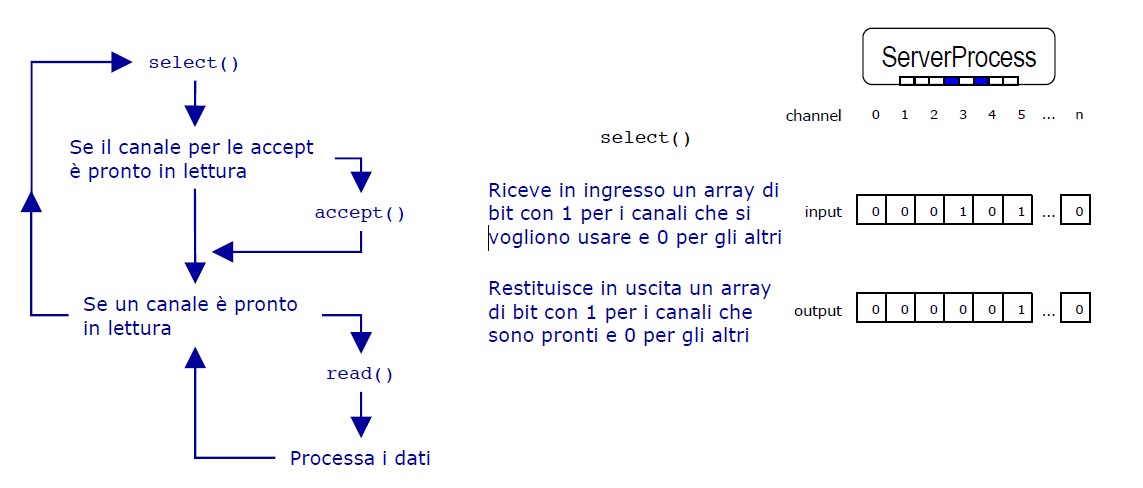 select()
Se il canale per le accept
è pronto in lettura
accept()
Se un canale è pronto
in lettura
read()
Processa i dati
select()
Riceve in ingresso un array di
bit con 1 per i canali che si
vogliono usare e 0 per gli altri
Restituisce in uscita un array
di bit con 1 per i canali che
sono pronti e 0 per gli altri
ServerProcess
channel 0 1 2 3 4 5 ... n
input 0 0 0 1 0 1 ... 0
output 0 0 0 0 0 1 ... 0